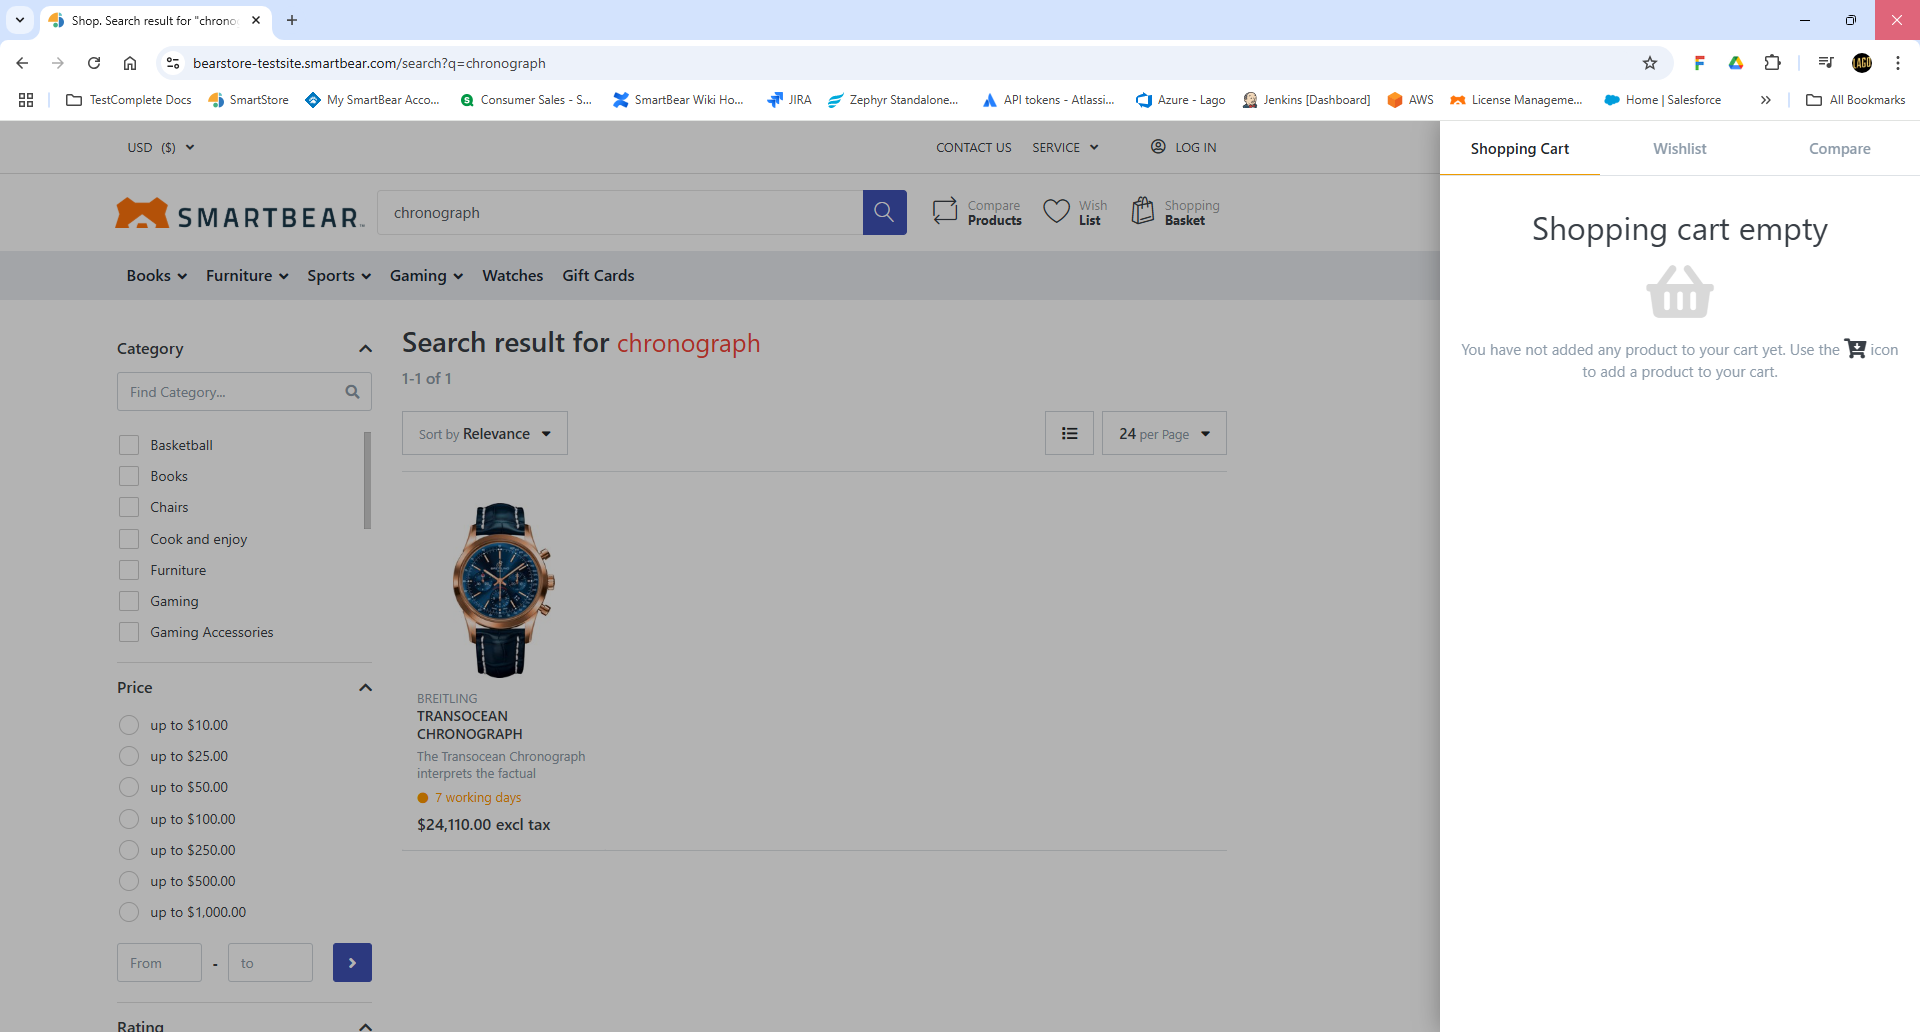 Shop. Search result for "chrono
bearstore-testsite.smartbear.com/search?q=chronograph
TestComplete Docs
SmartStore
My SmartBear Acco...
Consumer Sales - S...
SmartBear Wiki Ho...
JIRA
Zephyr Standalone...
API tokens - Atlassi...
Azure - Lago
Jenkins [Dashboard]
AWS
License Manageme...
Home | Salesforce
All Bookmarks
USD ($)
CONTACT US
SERVICE
LOG IN
SMARTBEAR
chronograph
Compare
Products
Wish
List
Shopping
Basket
Books
Furniture
Sports
Gaming
Watches
Gift Cards
Category
Find Category...
Basketball
Books
Chairs
Cook and enjoy
Furniture
Gaming
Gaming Accessories
Price
up to $10.00
up to $25.00
up to $50.00
up to $100.00
up to $250.00
up to $500.00
up to $1,000.00
From - to
Rating
Search result for chronograph
1-1 of 1
Sort by Relevance
24 per Page
BREITLING
TRANSOCEAN
CHRONOGRAPH
The Transocean Chronograph
interprets the factual
7 working days
$24,110.00 excl tax
Shopping Cart
Wishlist
Compare
Shopping cart empty
You have not added any product to your cart yet. Use the icon
to add a product to your cart.